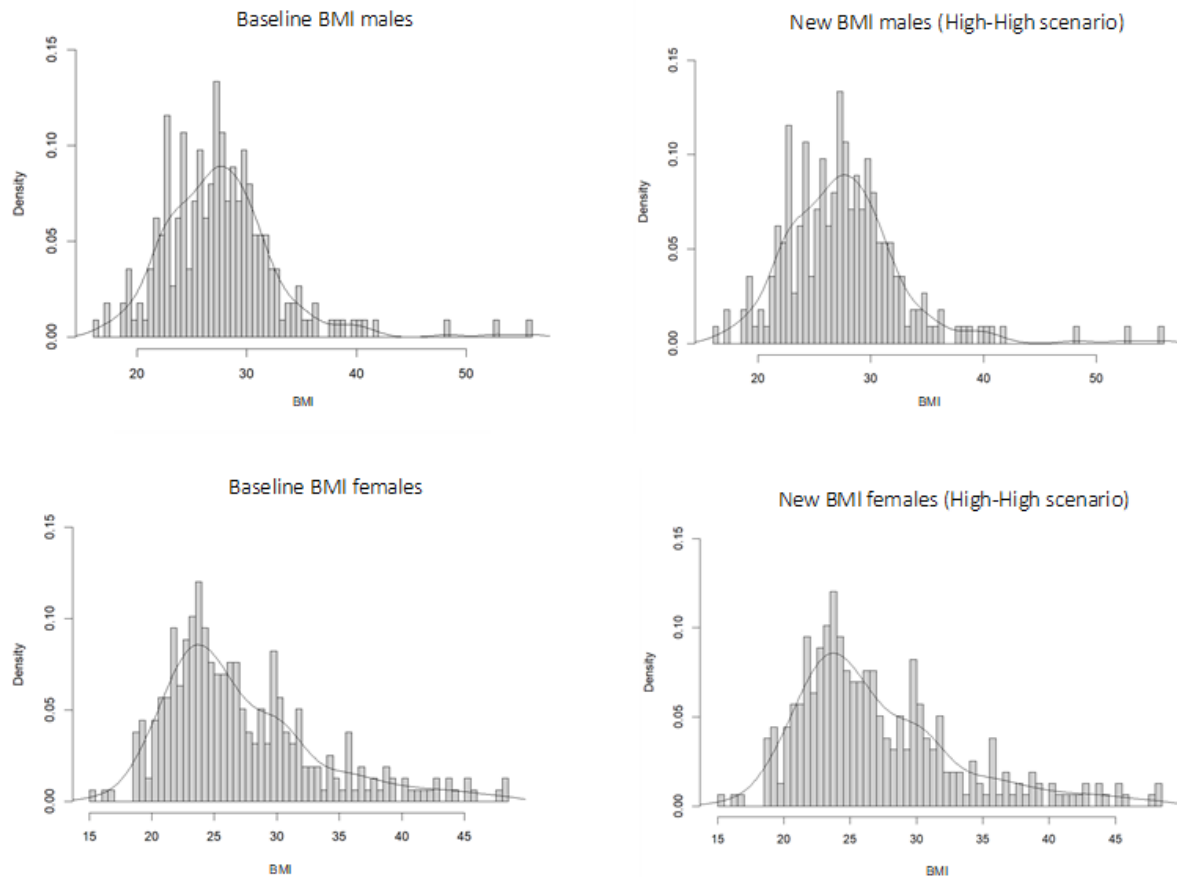 Baseline BMI males
0.15
0.10
0.05
0.00
Density
20 30 40 50
BMI
New BMI males (High-High scenario)
0.15
0.10
0.05
0.00
Density
20 30 40 50
BMI
Baseline BMI females
0.15
0.10
0.05
0.00
Density
15 20 25 30 35 40 45
BMI
New BMI females (High-High scenario)
0.15
0.10
0.05
0.00
Density
15 20 25 30 35 40 45
BMI